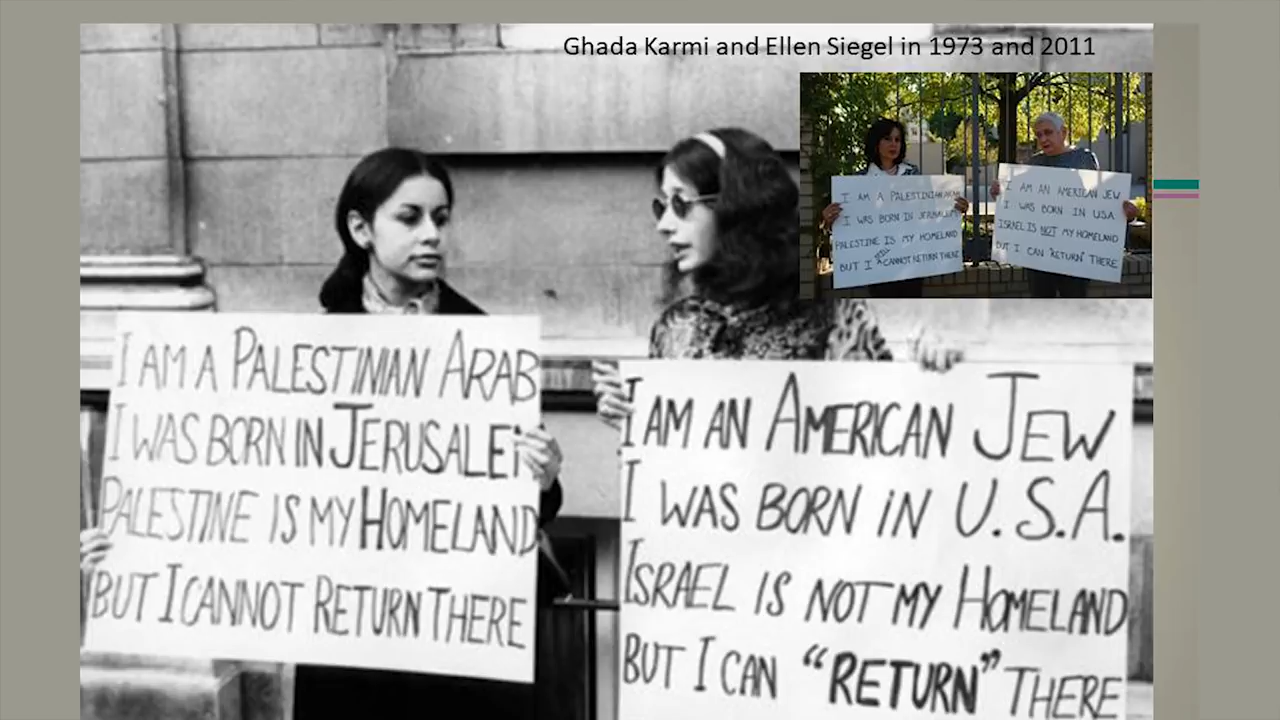 Ghada Karmi and Ellen Siegel in 1973 and 2011
I AM A PALESTINIAN ARAB
I WAS BORN IN JERUSALEM
PALESTINE IS MY HOMELAND
BUT I CANNOT RETURN THERE
I AM AN AMERICAN JEW
I WAS BORN IN U.S.A.
ISRAEL IS NOT MY HOMELAND
BUT I CAN “RETURN” THERE
I AM A PALESTINIAN ARAB
I WAS BORN IN JERUSALEM
PALESTINE IS MY HOMELAND
BUT I CANNOT RETURN THERE
I AM AN AMERICAN JEW
I WAS BORN IN USA
ISRAEL IS NOT MY HOMELAND
BUT I CAN "RETURN" THERE